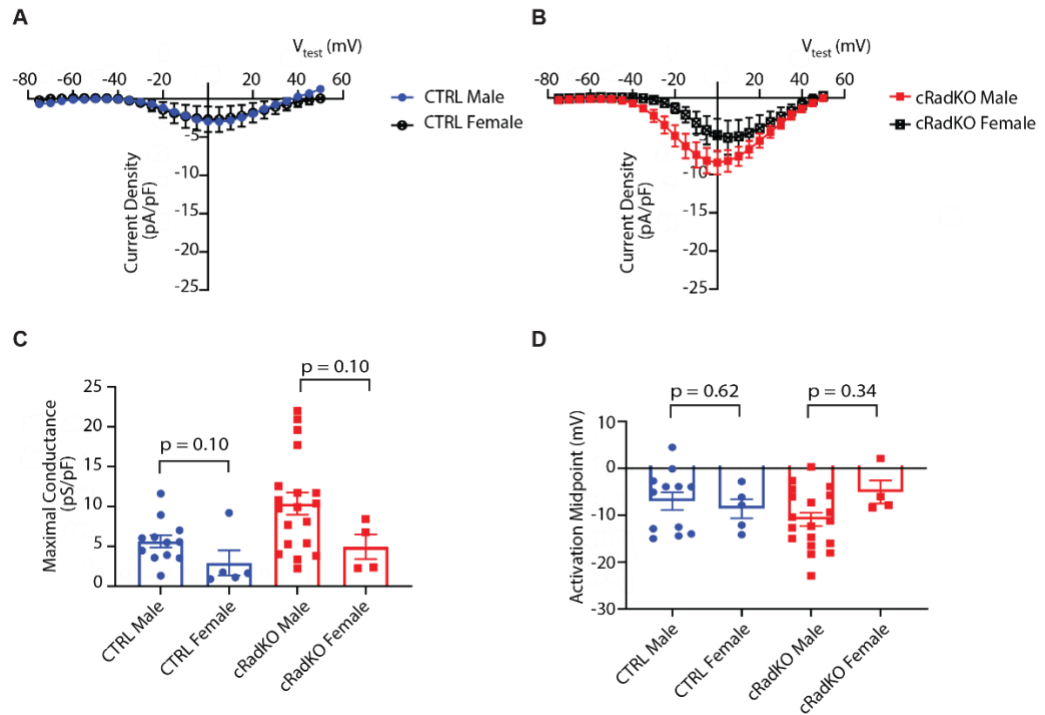 A
V_test (mV)
-80 -60 -40 -20 20 40 60
-5
-10
-15
-20
-25
Current Density
(pA/pF)
CTRL Male
CTRL Female
B
V_test (mV)
-80 -60 -40 -20 20 40 60
-10
-15
-20
-25
Current Density
(pA/pF)
cRadKO Male
cRadKO Female
C
p = 0.10
p = 0.10
25
20
15
10
5
0
Maximal Conductance
(pS/pF)
CTRL Male
CTRL Female
cRadKO Male
cRadKO Female
D
p = 0.62
p = 0.34
10
0
-10
-20
-30
Activation Midpoint (mV)
CTRL Male
CTRL Female
cRadKO Male
cRadKO Female